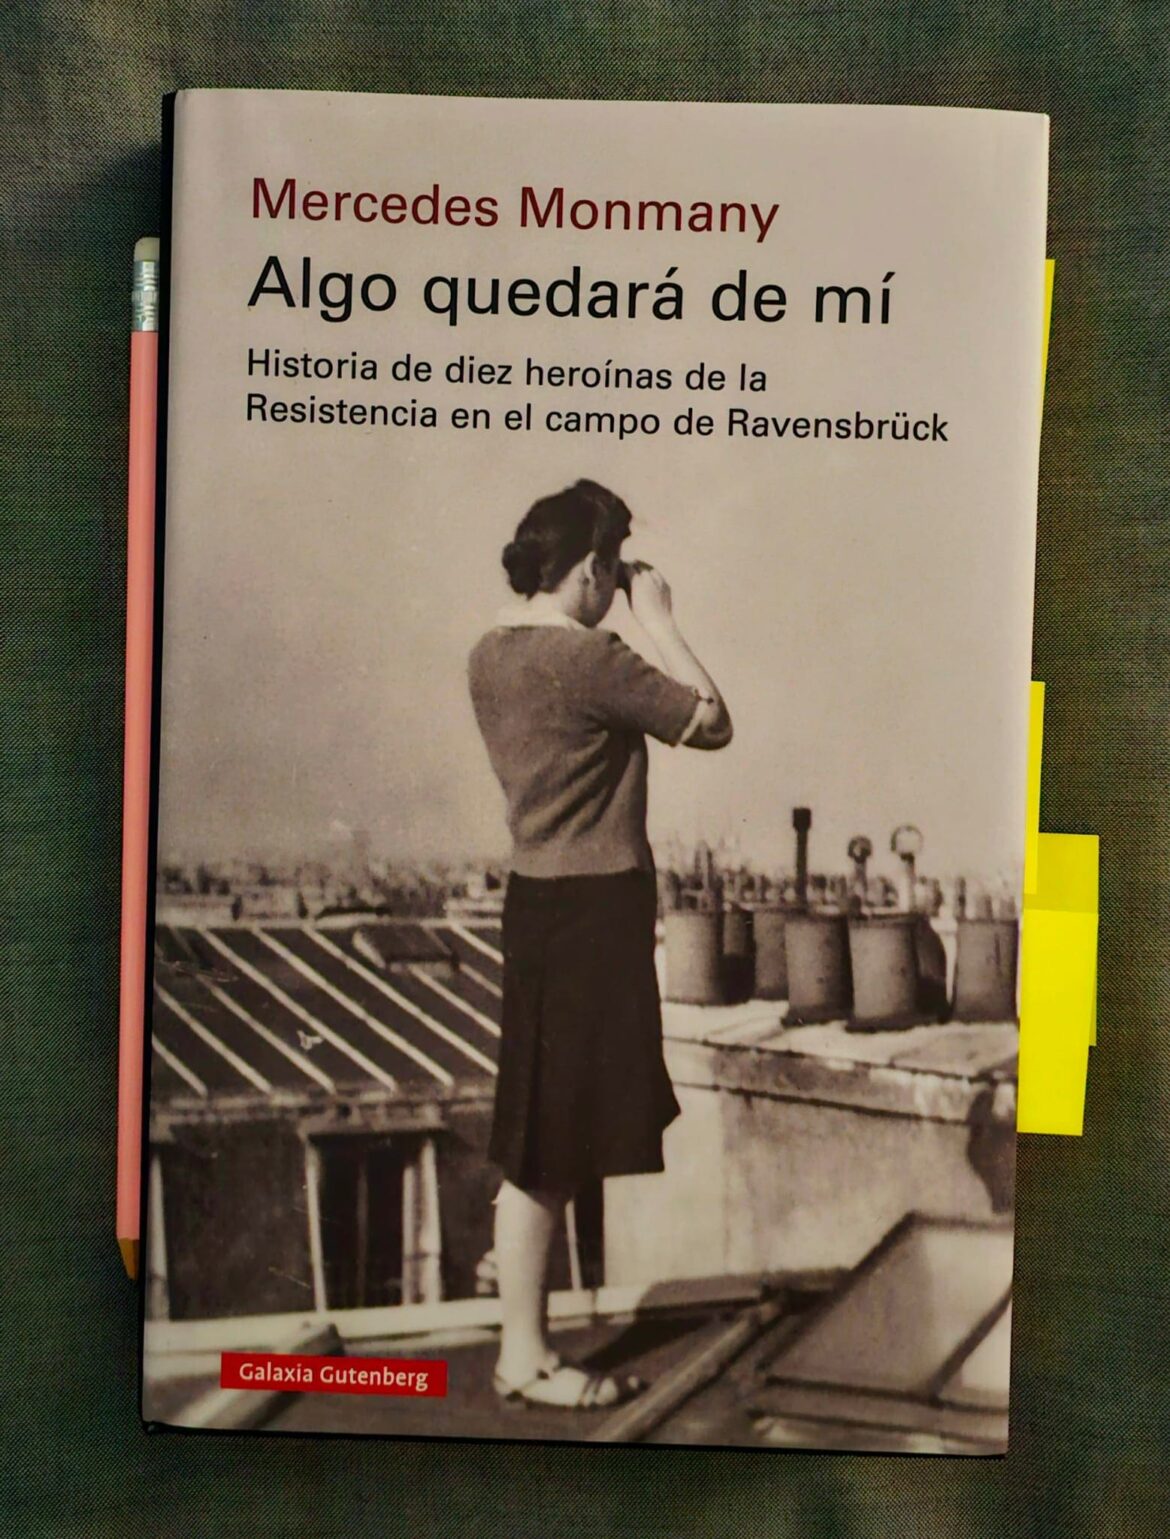 Mercedes Monmany
Algo quedará de mí
Historia de diez heroínas de la
Resistencia en el campo de Ravensbrück
Galaxia Gutenberg